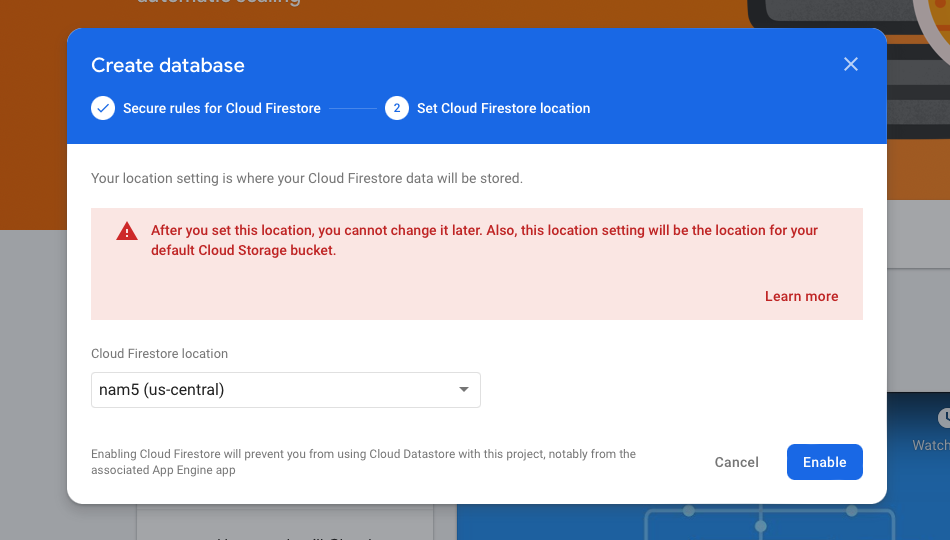 automatic scaling
Create database
Secure rules for Cloud Firestore
2
Set Cloud Firestore location
Your location setting is where your Cloud Firestore data will be stored.
After you set this location, you cannot change it later. Also, this location setting will be the location for your
default Cloud Storage bucket.
Learn more
Cloud Firestore location
nam5 (us-central)
Enabling Cloud Firestore will prevent you from using Cloud Datastore with this project, notably from the
associated App Engine app
Cancel
Enable
Watch